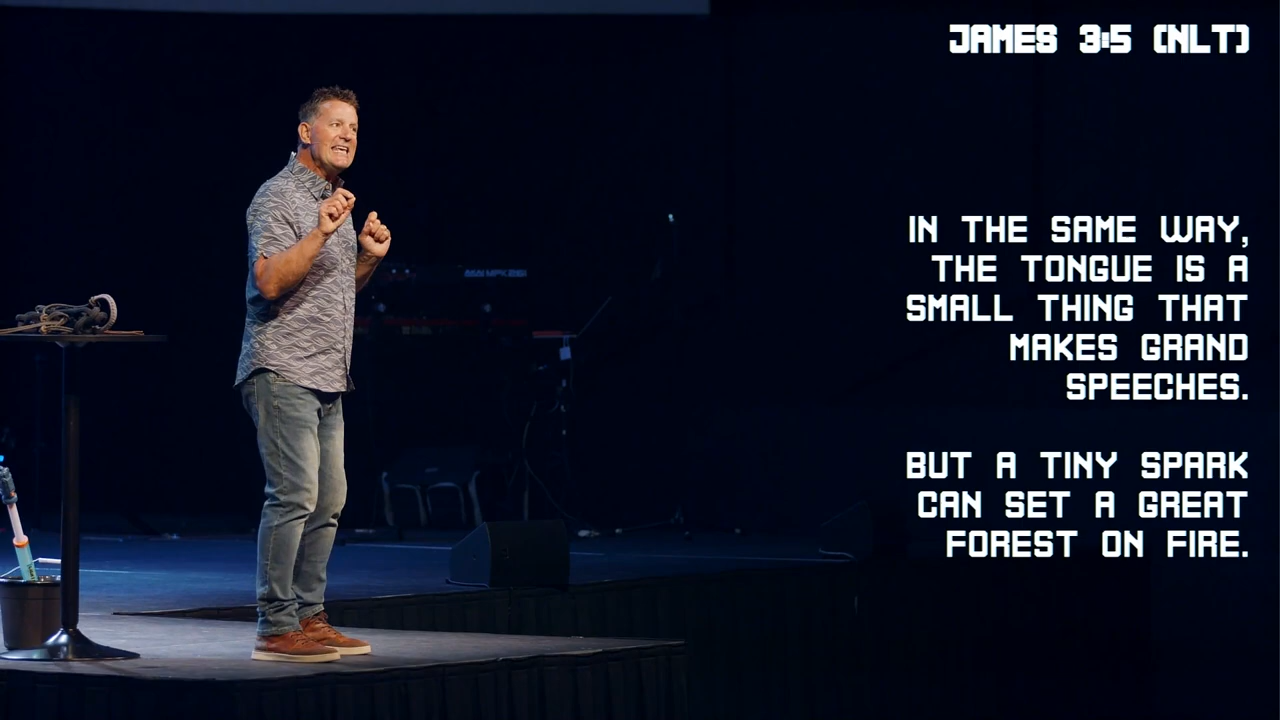 JAMES 3:5 (NLT)
IN THE SAME WAY,
THE TONGUE IS A
SMALL THING THAT
MAKES GRAND
SPEECHES.
BUT A TINY SPARK
CAN SET A GREAT
FOREST ON FIRE.